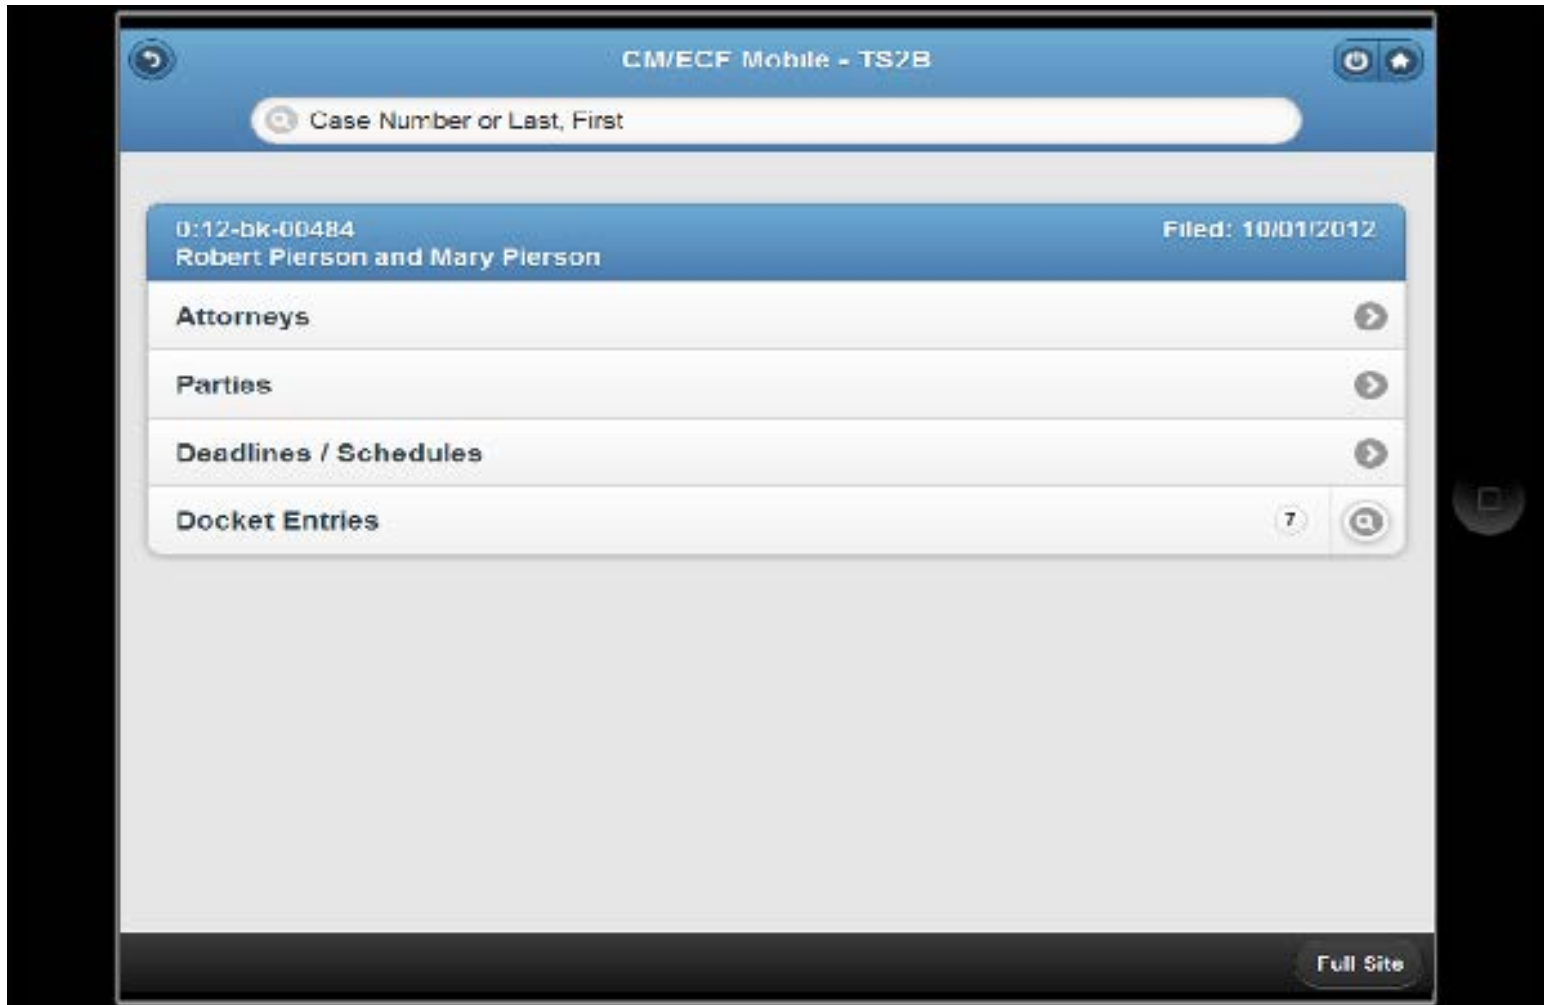 CM/ECF Mobile - TS2B
Case Number or Last, First
0:12-bk-00484
Filed: 10/01/2012
Robert Pierson and Mary Pierson
Attorneys
Parties
Deadlines / Schedules
Docket Entries
7
Full Site